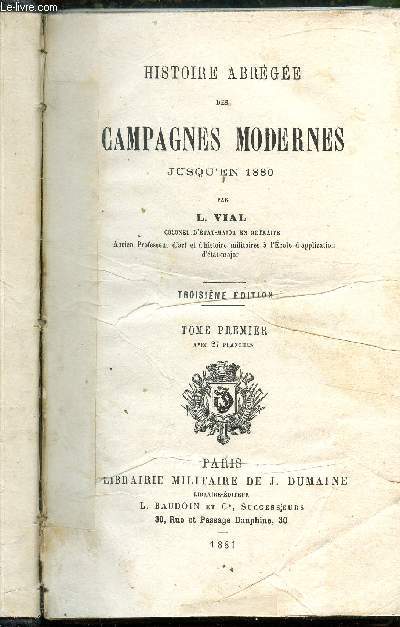 LE-LIVRE.COM
HISTOIRE ABRÉGÉE
DES
CAMPAGNES MODERNES
JUSQU'EN 1880
PAR
L. VIAL
COLONEL D'ÉTAT-MAJOR EN RETRAITE
Ancien Professeur d'art et d'histoire militaires à l'École d'application
d'état-major
TROISIÈME ÉDITION
TOME PREMIER
AVEC 27 PLANCHES
PARIS
LIBRAIRIE MILITAIRE DE J. DUMAINE
LIBRAIRE-ÉDITEUR
L. BAUDOIN ET Cie, SUCCESSEURS
30, Rue et Passage Dauphine, 30
1881